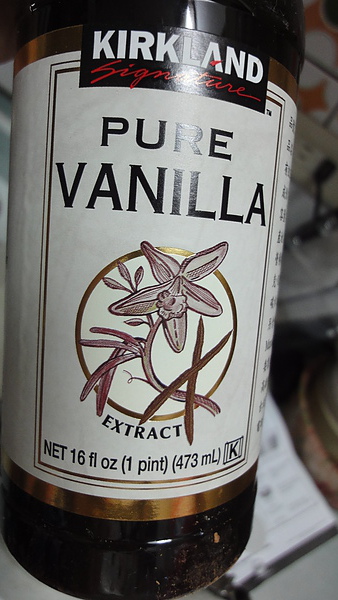 KIRKLAND
Signature
™
PURE
VANILLA
EXTRACT
NET 16 fl oz (1 pint) (473 mL) K